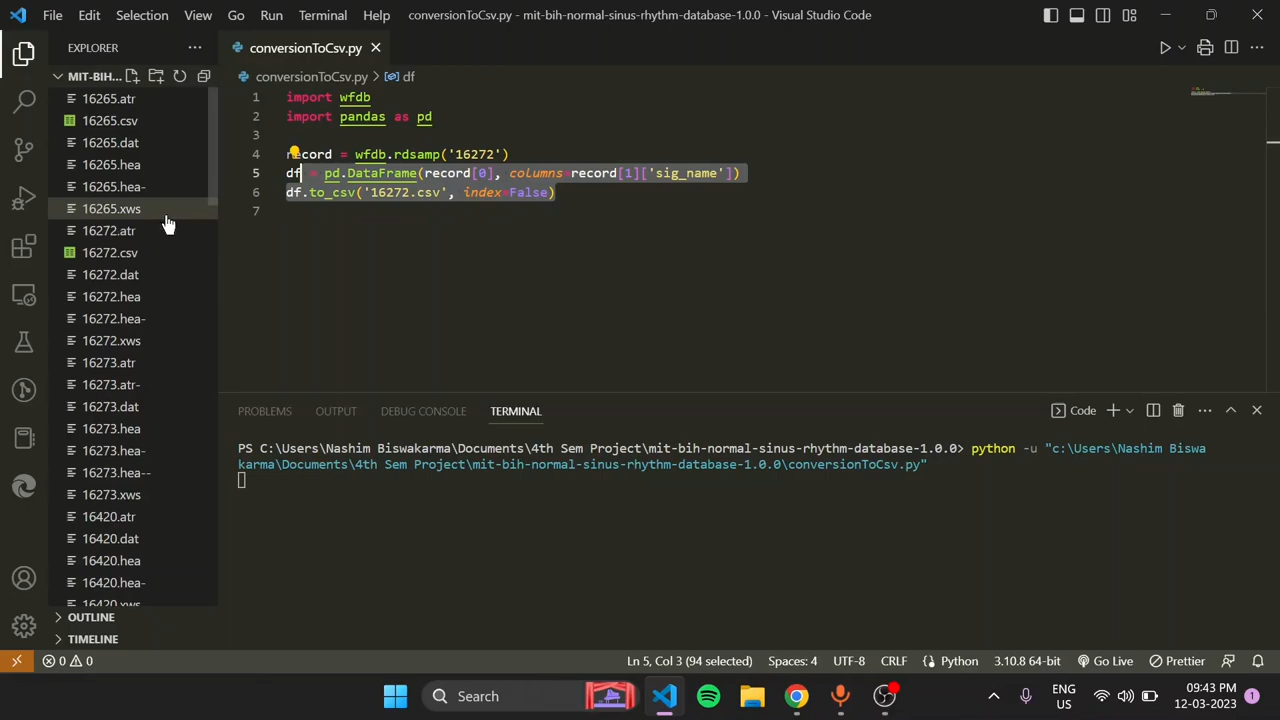 File Edit Selection View Go Run Terminal Help conversionToCsv.py - mit-bih-normal-sinus-rhythm-database-1.0.0 - Visual Studio Code
EXPLORER
MIT-BIH...
16265.atr
16265.csv
16265.dat
16265.hea
16265.hea-
16265.xws
16272.atr
16272.csv
16272.dat
16272.hea
16272.hea-
16272.xws
16273.atr
16273.atr-
16273.dat
16273.hea
16273.hea-
16273.hea--
16273.xws
16420.atr
16420.dat
16420.hea
16420.hea-
16420.xws
OUTLINE
TIMELINE
conversionToCsv.py
conversionToCsv.py > df
1 import wfdb
2 import pandas as pd
3
4 record = wfdb.rdsamp('16272')
5 df = pd.DataFrame(record[0], columns=record[1]['sig_name'])
6 df.to_csv('16272.csv', index=False)
7
PROBLEMS OUTPUT DEBUG CONSOLE TERMINAL Code
PS C:\Users\Nashim Biswakarma\Documents\4th Sem Project\mit-bih-normal-sinus-rhythm-database-1.0.0> python -u "c:\Users\Nashim Biswa
karma\Documents\4th Sem Project\mit-bih-normal-sinus-rhythm-database-1.0.0\conversionToCsv.py"
0 0 Ln 5, Col 3 (94 selected) Spaces: 4 UTF-8 CRLF Python 3.10.8 64-bit Go Live Prettier
Search ENG 09:43 PM
US 12-03-2023 1